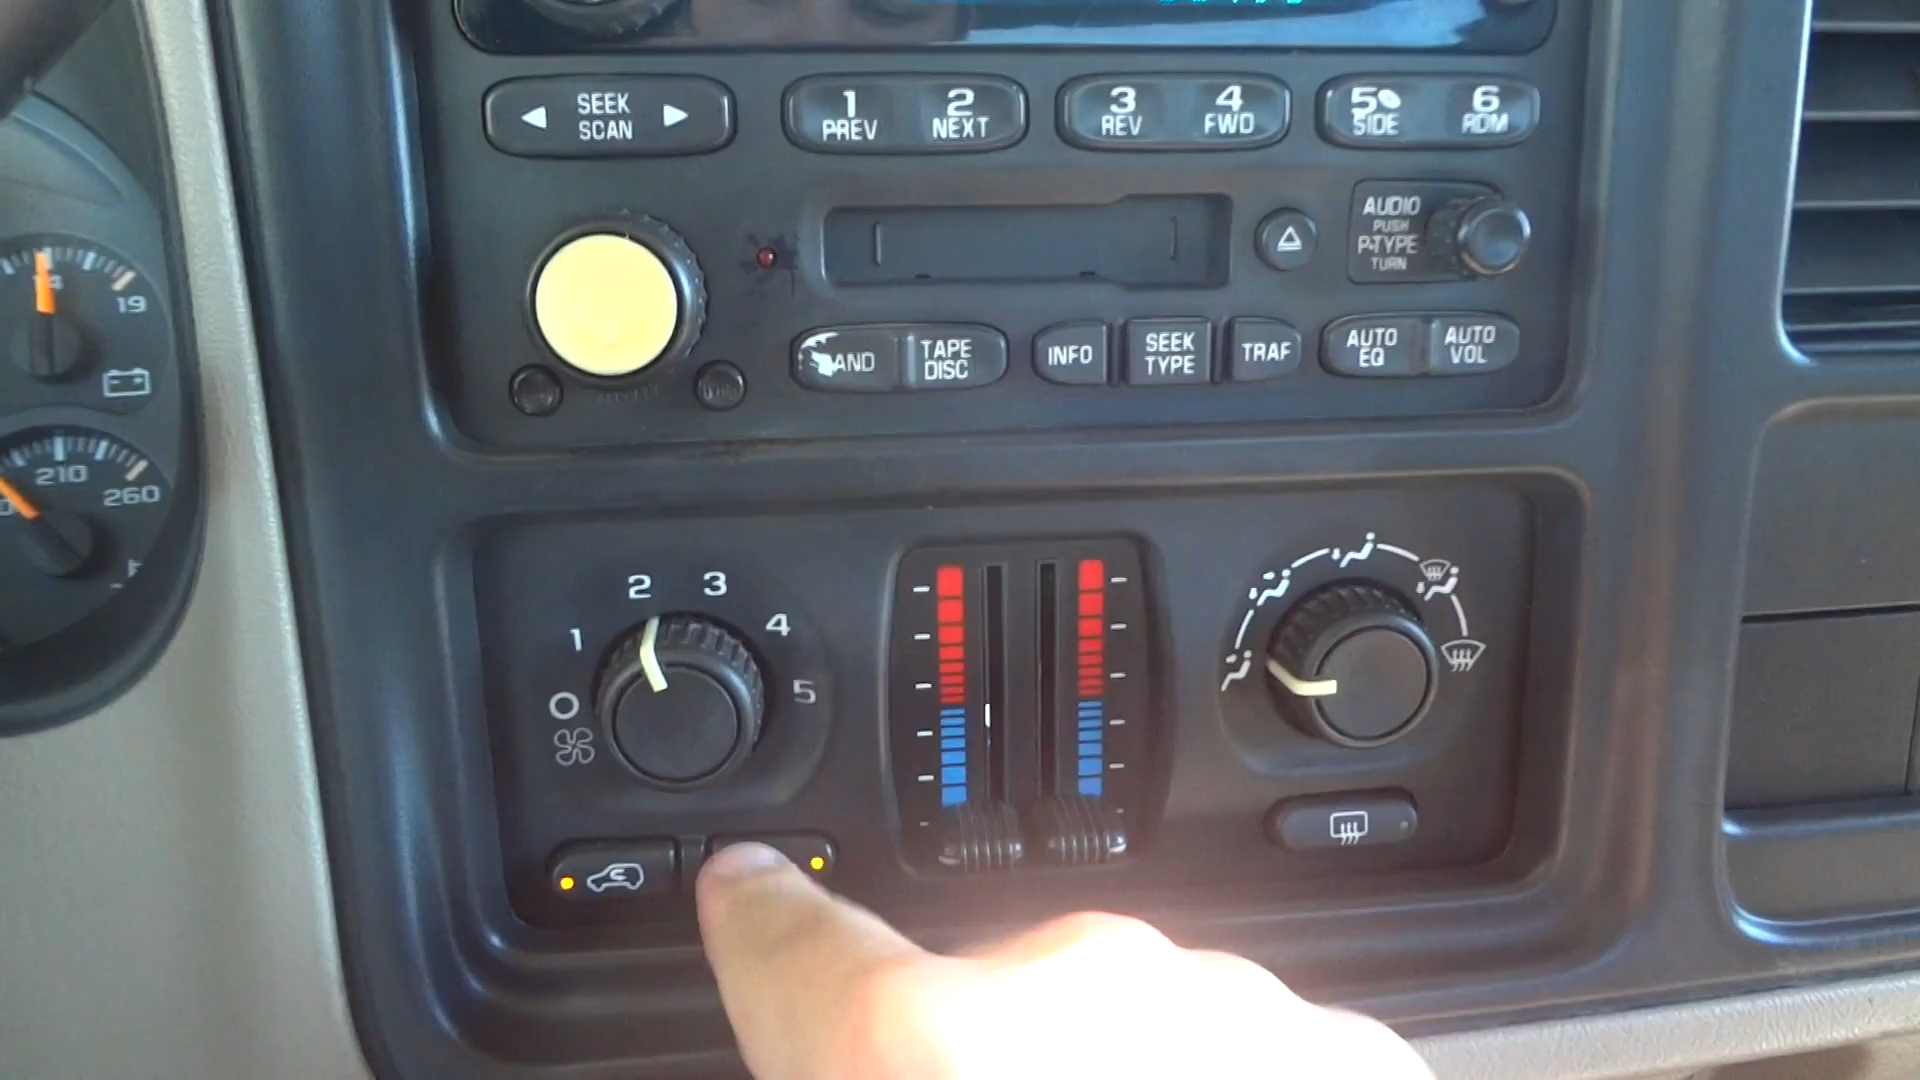 SEEK
SCAN
1
PREV
2
NEXT
3
REV
4
FWD
5
SIDE
6
RDM
AUDIO
PUSH
P-TYPE
TURN
AND
TAPE
DISC
INFO
SEEK
TYPE
TRAF
AUTO
EQ
AUTO
VOL
19
210
260
1
2
3
4
5